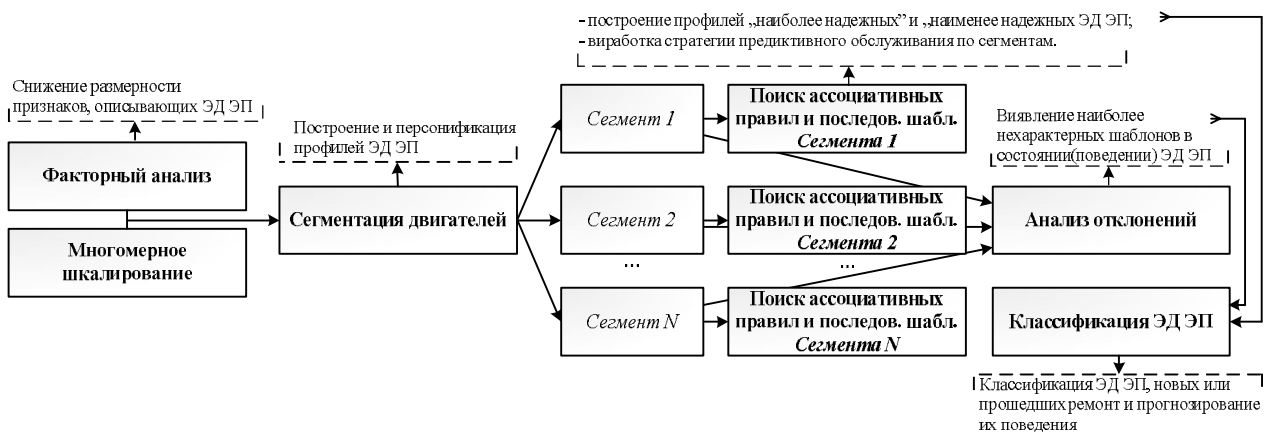 - построение профилей „наиболее надежных” и „наименее надежных ЭД ЭП;
- виработка стратегии предиктивного обслуживания по сегментам.
Снижение размерности
признаков, описывающих ЭД ЭП
Факторный анализ
Многомерное
шкалирование
Построение и персонификация
профилей ЭД ЭП
Сегментация двигателей
Сегмент 1
Поиск ассоциативных
правил и последов. шабл.
Сегмента 1
Сегмент 2
Поиск ассоциативных
правил и последов. шабл.
Сегмента 2
...
...
Сегмент N
Поиск ассоциативных
правил и последов. шабл.
Сегмента N
Виявление наиболее
нехарактерных шаблонов в
состоянии(поведении) ЭД ЭП
Анализ отклонений
Классификация ЭД ЭП
Классификация ЭД ЭП, новых или
прошедших ремонт и прогнозирование
их поведения